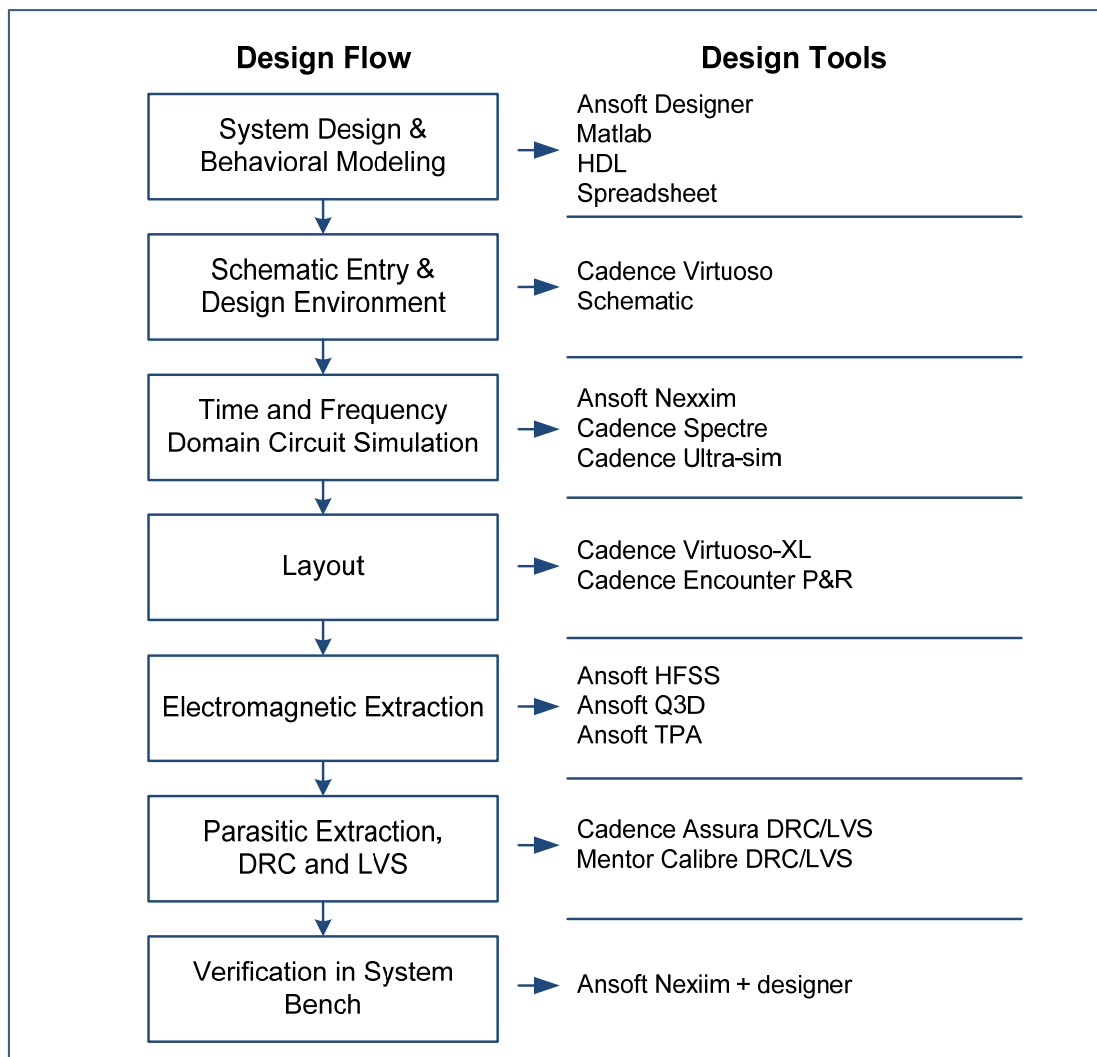 Design Flow
Design Tools
System Design &
Behavioral Modeling
Ansoft Designer
Matlab
HDL
Spreadsheet
Schematic Entry &
Design Environment
Cadence Virtuoso
Schematic
Time and Frequency
Domain Circuit Simulation
Ansoft Nexxim
Cadence Spectre
Cadence Ultra-sim
Layout
Cadence Virtuoso-XL
Cadence Encounter P&R
Electromagnetic Extraction
Ansoft HFSS
Ansoft Q3D
Ansoft TPA
Parasitic Extraction,
DRC and LVS
Cadence Assura DRC/LVS
Mentor Calibre DRC/LVS
Verification in System
Bench
Ansoft Nexiim + designer